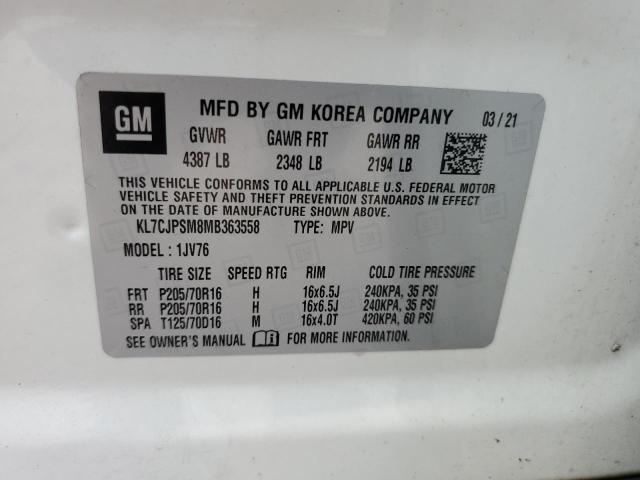 GM MFD BY GM KOREA COMPANY 03/21
GVWR GAWR FRT GAWR RR
4387 LB 2348 LB 2194 LB
THIS VEHICLE CONFORMS TO ALL APPLICABLE U.S. FEDERAL MOTOR
VEHICLE SAFETY AND THEFT PREVENTION STANDARDS IN EFFECT ON
THE DATE OF MANUFACTURE SHOWN ABOVE.
KL7CJPSM8MB363558 TYPE: MPV
MODEL : 1JV76
TIRE SIZE SPEED RTG RIM COLD TIRE PRESSURE
FRT P205/70R16 H 16x6.5J 240KPA, 35 PSI
RR P205/70R16 H 16x6.5J 240KPA, 35 PSI
SPA T125/70D16 M 16x4.0T 420KPA, 60 PSI
SEE OWNER'S MANUAL FOR MORE INFORMATION.